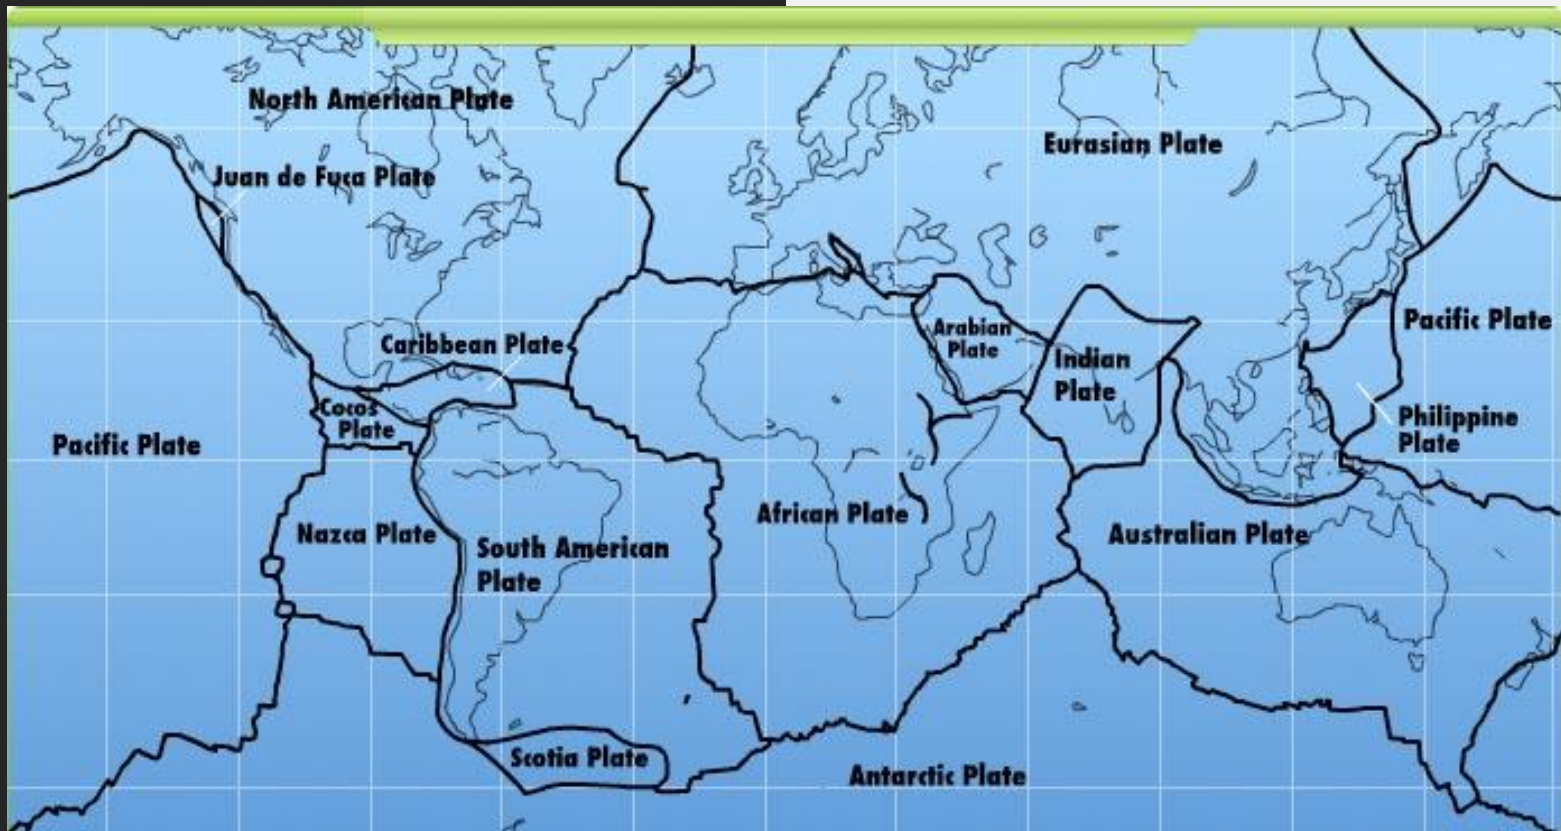 North American Plate
Eurasian Plate
Juan de Fuca Plate
Caribbean Plate
Arabian
Plate
Indian
Plate
Pacific Plate
Cocos
Plate
Philippine
Plate
Pacific Plate
Nazca Plate
South American
Plate
African Plate
Australian Plate
Scotia Plate
Antarctic Plate